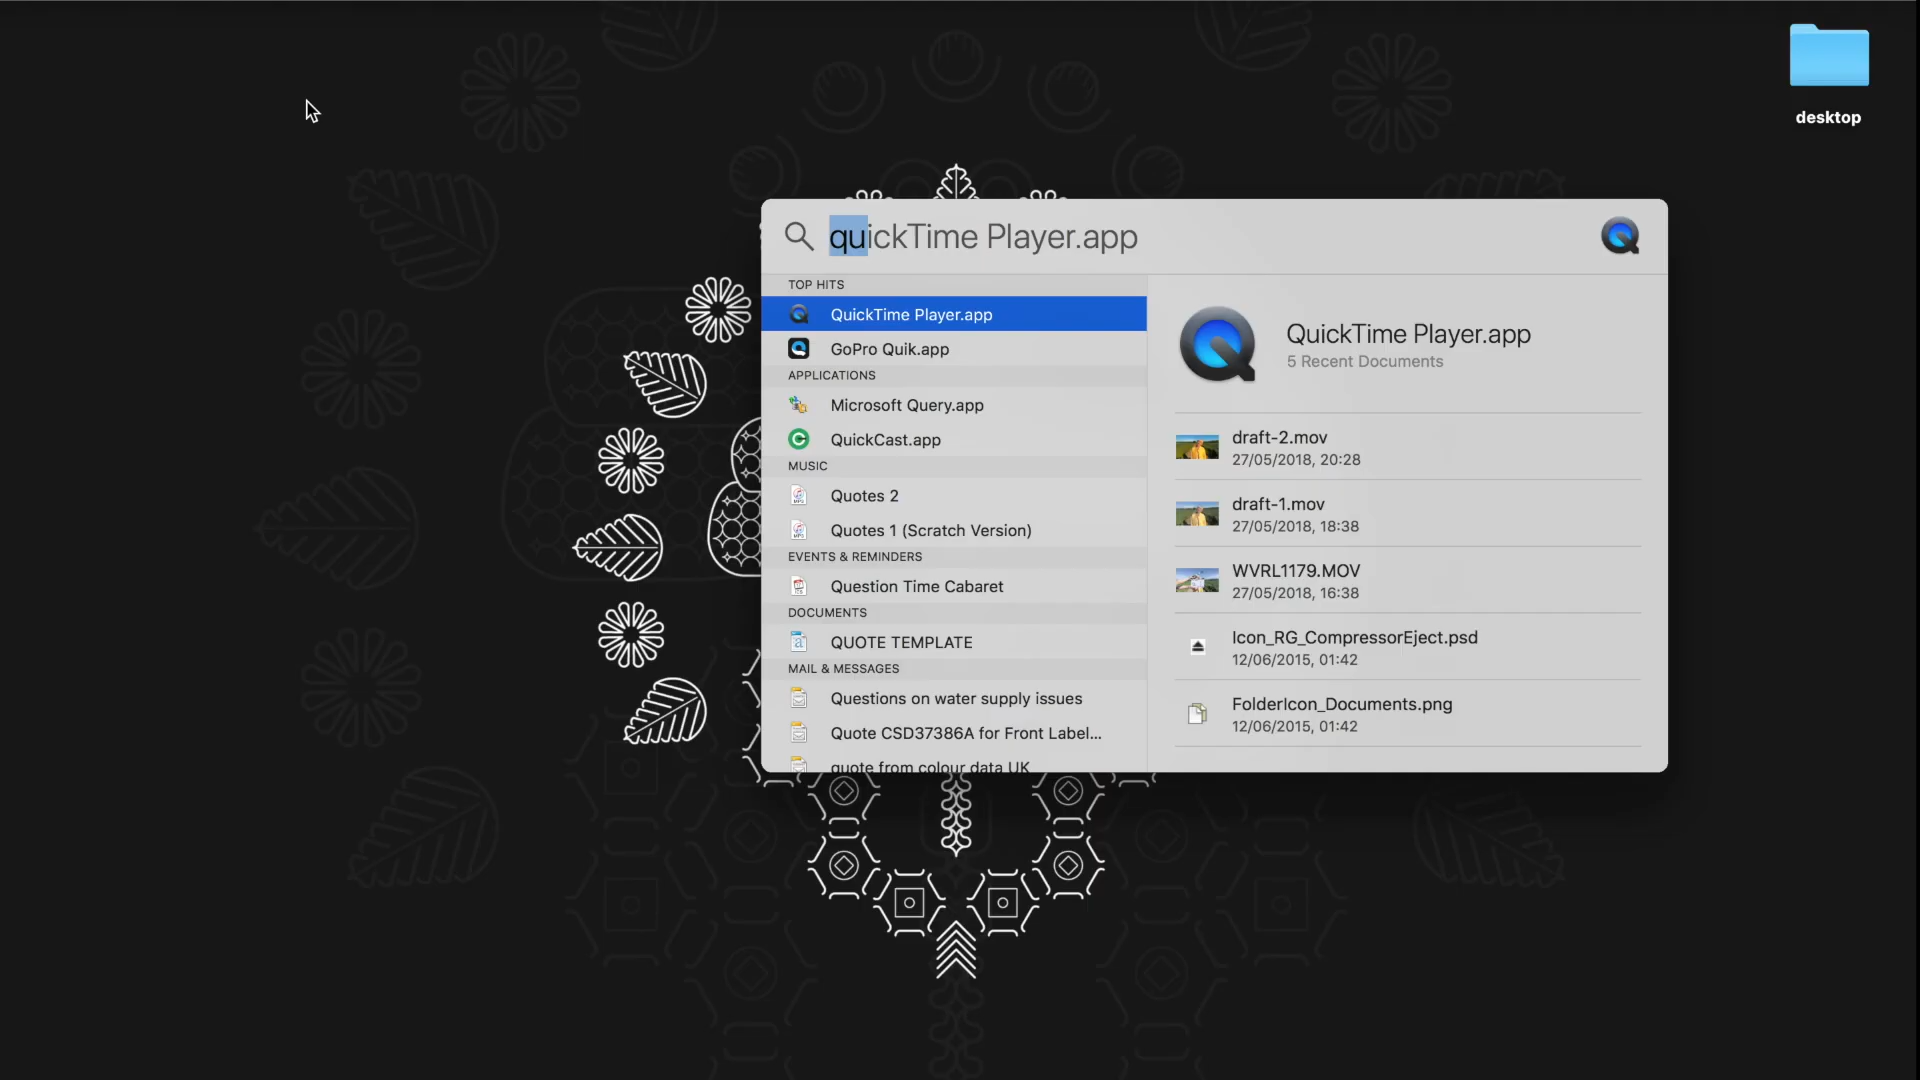 desktop
quickTime Player.app
TOP HITS
QuickTime Player.app
GoPro Quik.app
APPLICATIONS
Microsoft Query.app
QuickCast.app
MUSIC
Quotes 2
Quotes 1 (Scratch Version)
EVENTS & REMINDERS
Question Time Cabaret
DOCUMENTS
QUOTE TEMPLATE
MAIL & MESSAGES
Questions on water supply issues
Quote CSD37386A for Front Label...
quote from colour data UK
QuickTime Player.app
5 Recent Documents
draft-2.mov
27/05/2018, 20:28
draft-1.mov
27/05/2018, 18:38
WVRL1179.MOV
27/05/2018, 16:38
Icon_RG_CompressorEject.psd
12/06/2015, 01:42
FolderIcon_Documents.png
12/06/2015, 01:42